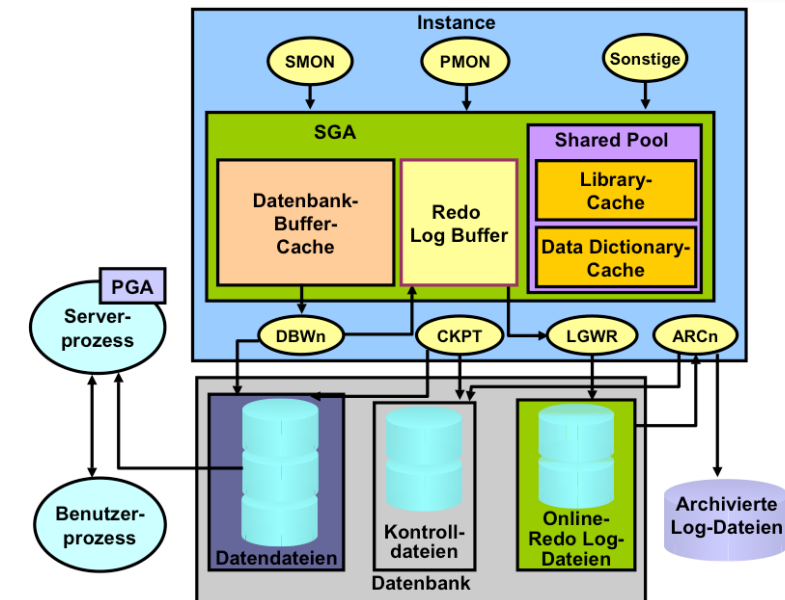 Instance
SMON
PMON
Sonstige
SGA
Shared Pool
Library-
Cache
Data Dictionary-
Cache
Datenbank-
Buffer-
Cache
Redo
Log Buffer
PGA
Server-
prozess
DBWn
CKPT
LGWR
ARCn
Benutzer-
prozess
Datendateien
Kontroll-
dateien
Online-
Redo Log-
Dateien
Archivierte
Log-Dateien
Datenbank